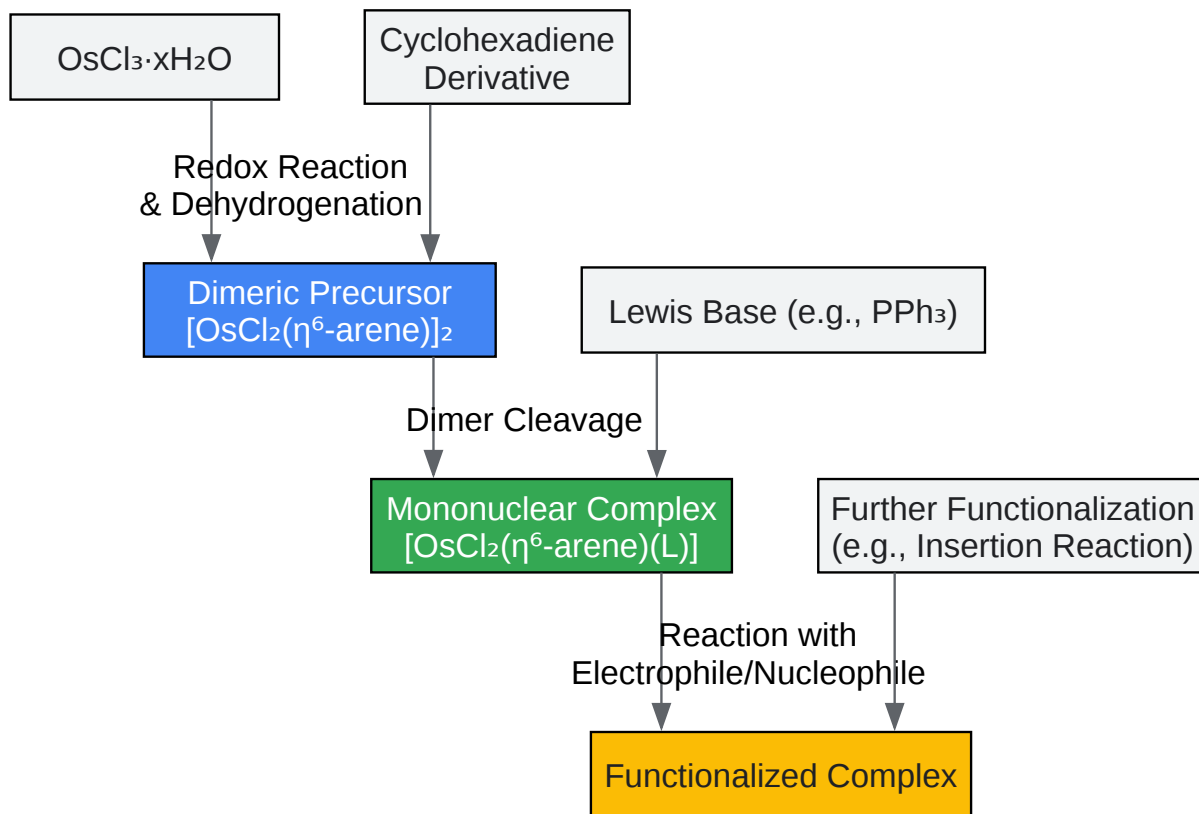 OsCl₃·xH₂O
Cyclohexadiene
Derivative
Redox Reaction
& Dehydrogenation
Dimeric Precursor
[OsCl₂(η⁶-arene)]₂
Lewis Base (e.g., PPh₃)
Dimer Cleavage
Mononuclear Complex
[OsCl₂(η⁶-arene)(L)]
Further Functionalization
(e.g., Insertion Reaction)
Reaction with
Electrophile/Nucleophile
Functionalized Complex